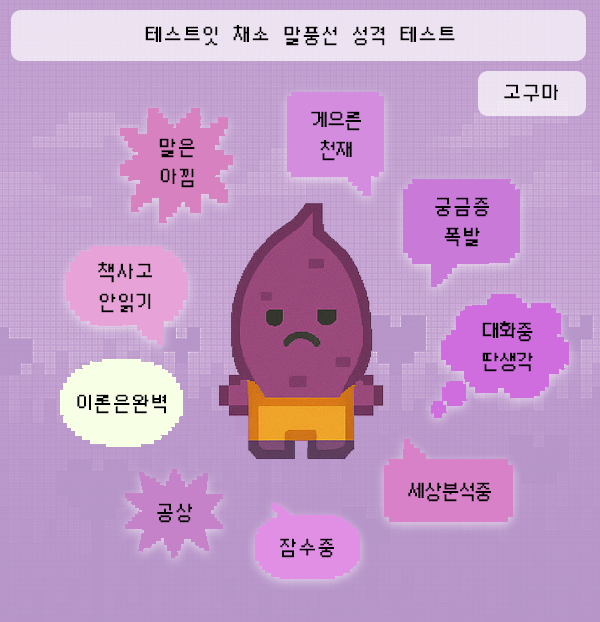 테스트잇 채소 말풍선 성격 테스트
고구마
게으른
천재
말은
아낌
궁금증
폭발
책사고
안읽기
대화중
딴생각
이론은완벽
세상분석중
공상
잠수중